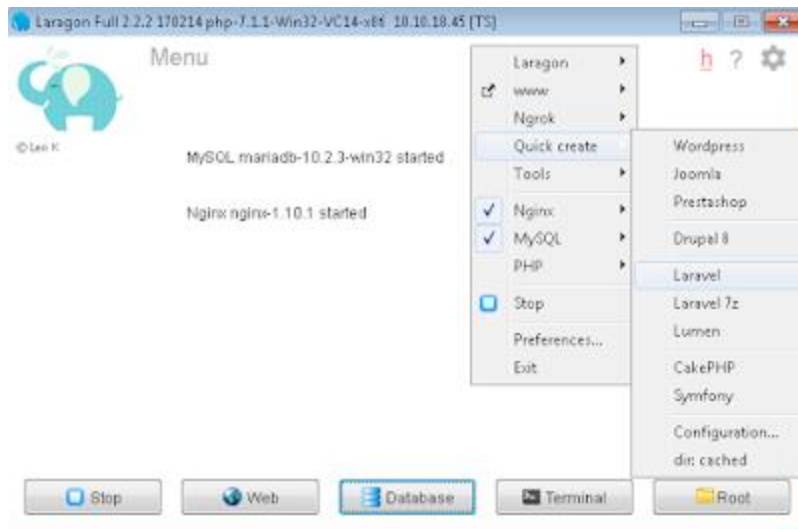 Laragon Full 2.2.2 170214 php-7.1.1-Win32-VC14-x86 10.10.18.45 [TS]
Menu
h ?
© Leo K
MySQL mariadb-10.2.3-win32 started
Nginx nginx-1.10.1 started
Laragon
www
Ngrok
Quick create
Tools
Nginx
MySQL
PHP
Stop
Preferences...
Exit
Wordpress
Joomla
Prestashop
Drupal 8
Laravel
Laravel 7z
Lumen
CakePHP
Symfony
Configuration...
dir: cached
Stop
Web
Database
Terminal
Root